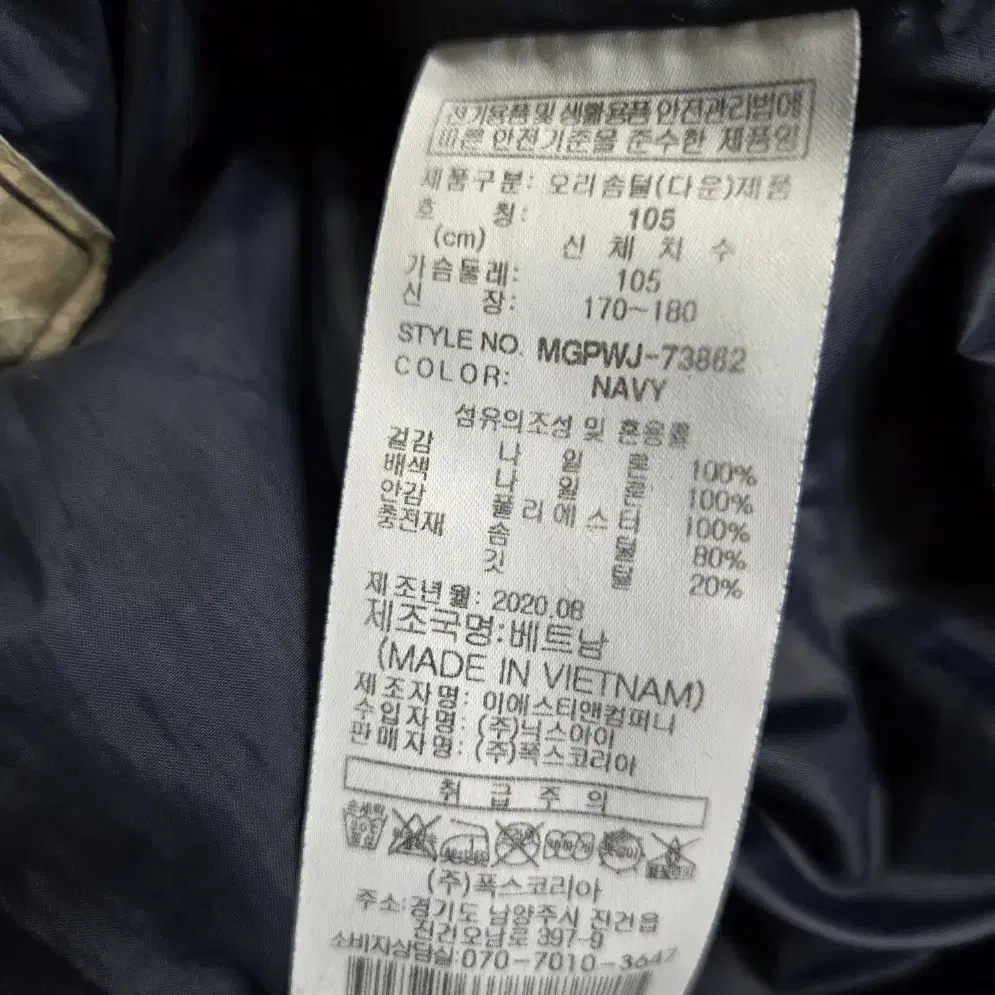 전기용품 및 생활용품 안전관리법에
따른 안전기준을 준수한 제품임
제품구분: 오리솜털(다운)제품
호 칭: 105
(cm) 신 체 치 수
가슴둘레: 105
신 장: 170~180
STYLE NO. MGPWJ-73862
COLOR: NAVY
섬유의조성 및 혼용률
겉감 나 일 론 100%
배색 나 일 론 100%
안감 폴 리 에 스 터 100%
충전재 솜 털 80%
깃 털 20%
제조년월: 2020.08
제조국명:베트남
(MADE IN VIETNAM)
제조자명: 이에스티앤컴퍼니
수입자명: (주)닉스아이
판매자명: (주)폭스코리아
취 급 주 의
손세탁
(주)폭스코리아
주소:경기도 남양주시 진건읍
진건오남로 397-9
소비자상담실:070-7010-3647